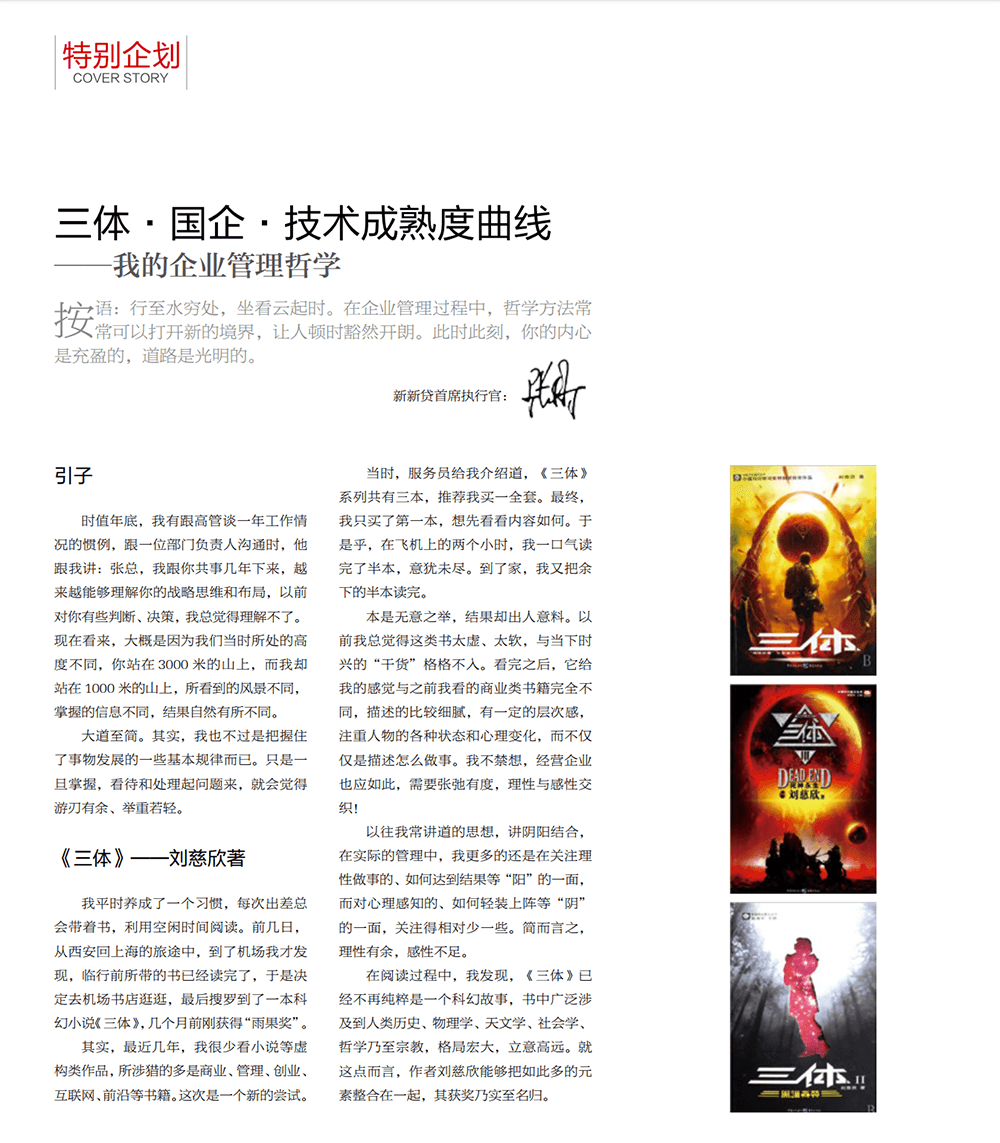 特别企划
COVER STORY
三体·国企·技术成熟度曲线
——我的企业管理哲学
按语：行至水穷处，坐看云起时。在企业管理过程中，哲学方法常
常可以打开新的境界，让人顿时豁然开朗。此时此刻，你的内心
是充盈的，道路是光明的。
新新贷首席执行官：
引子
时值年底，我有跟高管谈一年工作情
况的惯例，跟一位部门负责人沟通时，他
跟我讲：张总，我跟你共事几年下来，越
来越能够理解你的战略思维和布局，以前
对你有些判断、决策，我总觉得理解不了。
现在看来，大概是因为我们当时所处的高
度不同，你站在 3000 米的山上，而我却
站在 1000 米的山上，所看到的风景不同，
掌握的信息不同，结果自然有所不同。
大道至简。其实，我也不过是把握住
了事物发展的一些基本规律而已。只是一
旦掌握，看待和处理起问题来，就会觉得
游刃有余、举重若轻。
《三体》——刘慈欣著
我平时养成了一个习惯，每次出差总
会带着书，利用空闲时间阅读。前几日，
从西安回上海的旅途中，到了机场我才发
现，临行前所带的书已经读完了，于是决
定去机场书店逛逛，最后搜罗到了一本科
幻小说《三体》，几个月前刚获得“雨果奖”。
其实，最近几年，我很少看小说等虚
构类作品，所涉猎的多是商业、管理、创业、
互联网、前沿等书籍。这次是一个新的尝试。
当时，服务员给我介绍道，《三体》
系列共有三本，推荐我买一全套。最终，
我只买了第一本，想先看看内容如何。于
是乎，在飞机上的两个小时，我一口气读
完了半本，意犹未尽。到了家，我又把余
下的半本读完。
本是无意之举，结果却出人意料。以
前我总觉得这类书太虚、太软，与当下时
兴的“干货”格格不入。看完之后，它给
我的感觉与之前我看的商业类书籍完全不
同，描述的比较细腻，有一定的层次感，
注重人物的各种状态和心理变化，而不仅
仅是描述怎么做事。我不禁想，经营企业
也应如此，需要张弛有度，理性与感性交
织！
以往我常讲道的思想，讲阴阳结合，
在实际的管理中，我更多的还是在关注理
性做事的、如何达到结果等“阳”的一面，
而对心理感知的、如何轻装上阵等“阴”
的一面，关注得相对少一些。简而言之，
理性有余，感性不足。
在阅读过程中，我发现，《三体》已
经不再纯粹是一个科幻故事，书中广泛涉
及到人类历史、物理学、天文学、社会学、
哲学乃至宗教，格局宏大，立意高远。就
这点而言，作者刘慈欣能够把如此多的元
素整合在一起，其获奖乃实至名归。
三体
三体
III
DEAD END
刘慈欣
三体、II